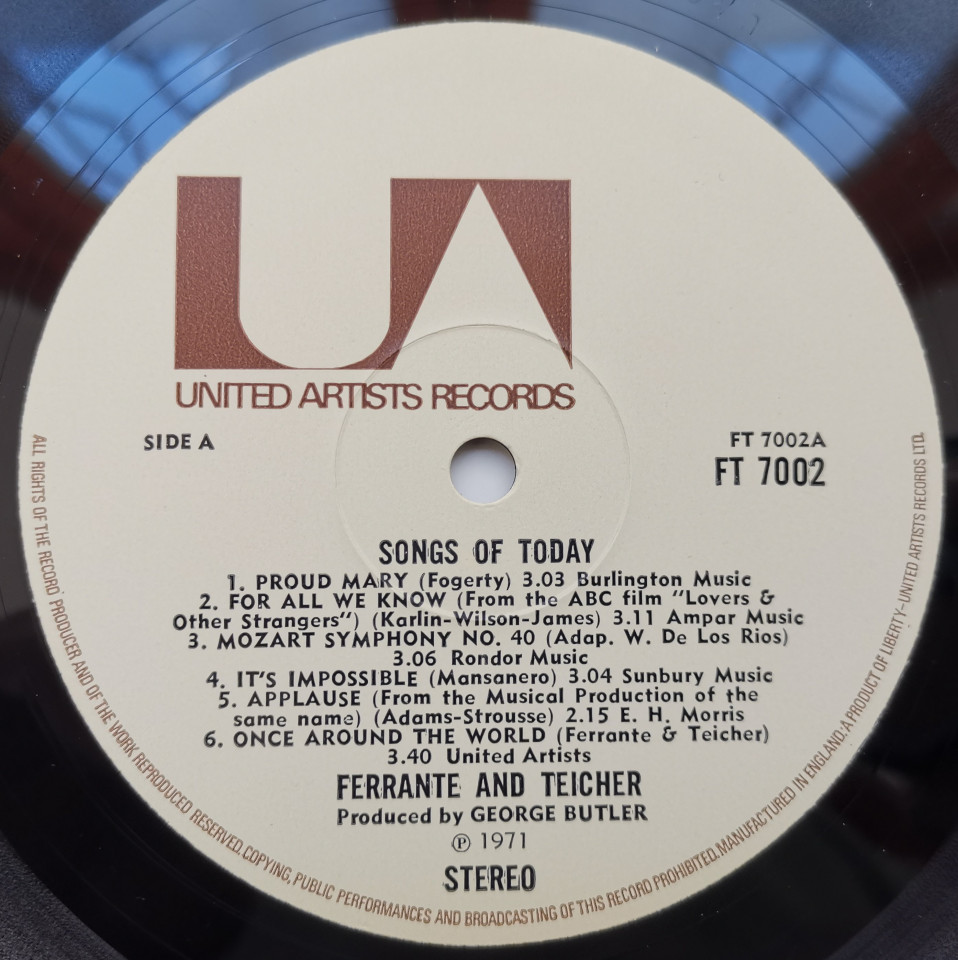 UA
UNITED ARTISTS RECORDS
SIDE A
FT 7002A
FT 7002
SONGS OF TODAY
1. PROUD MARY (Fogerty) 3.03 Burlington Music
2. FOR ALL WE KNOW (From the ABC film "Lovers &
Other Strangers") (Karlin-Wilson-James) 3.11 Ampar Music
3. MOZART SYMPHONY NO. 40 (Adap. W. De Los Rios)
3.06 Rondor Music
4. IT'S IMPOSSIBLE (Mansanero) 3.04 Sunbury Music
5. APPLAUSE (From the Musical Production of the
same name) (Adams-Strousse) 2.15 E. H. Morris
6. ONCE AROUND THE WORLD (Ferrante & Teicher)
3.40 United Artists
FERRANTE AND TEICHER
Produced by GEORGE BUTLER
℗ 1971
STEREO
ALL RIGHTS OF THE RECORD PRODUCER AND OF THE WORK REPRODUCED RESERVED, COPYING, PUBLIC PERFORMANCES AND BROADCASTING OF THIS RECORD PROHIBITED. MANUFACTURED IN ENGLAND. A PRODUCT OF LIBERTY-UNITED ARTISTS RECORDS LTD.